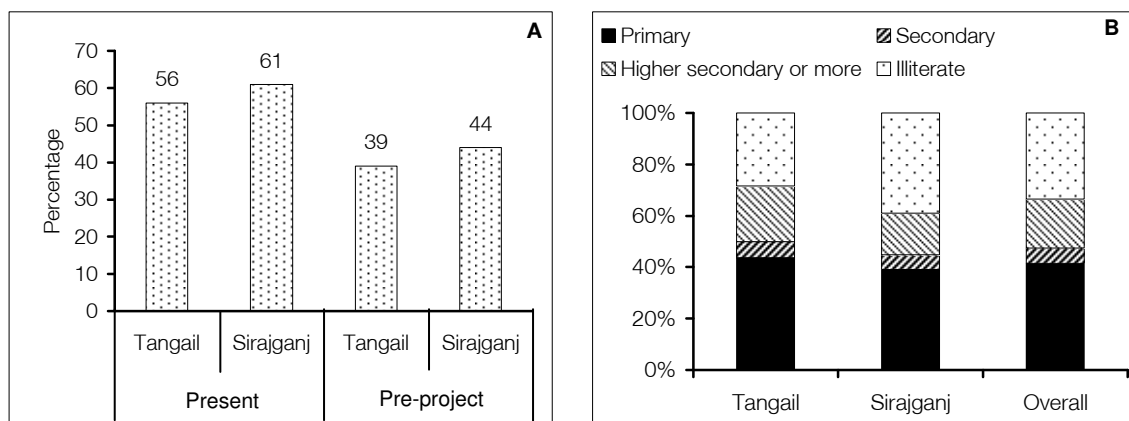 A
Percentage
70
60
50
40
30
20
10
0
56
61
39
44
Tangail Sirajganj Tangail Sirajganj
Present Pre-project
B
Primary Secondary
Higher secondary or more Illiterate
100%
80%
60%
40%
20%
0%
Tangail Sirajganj Overall